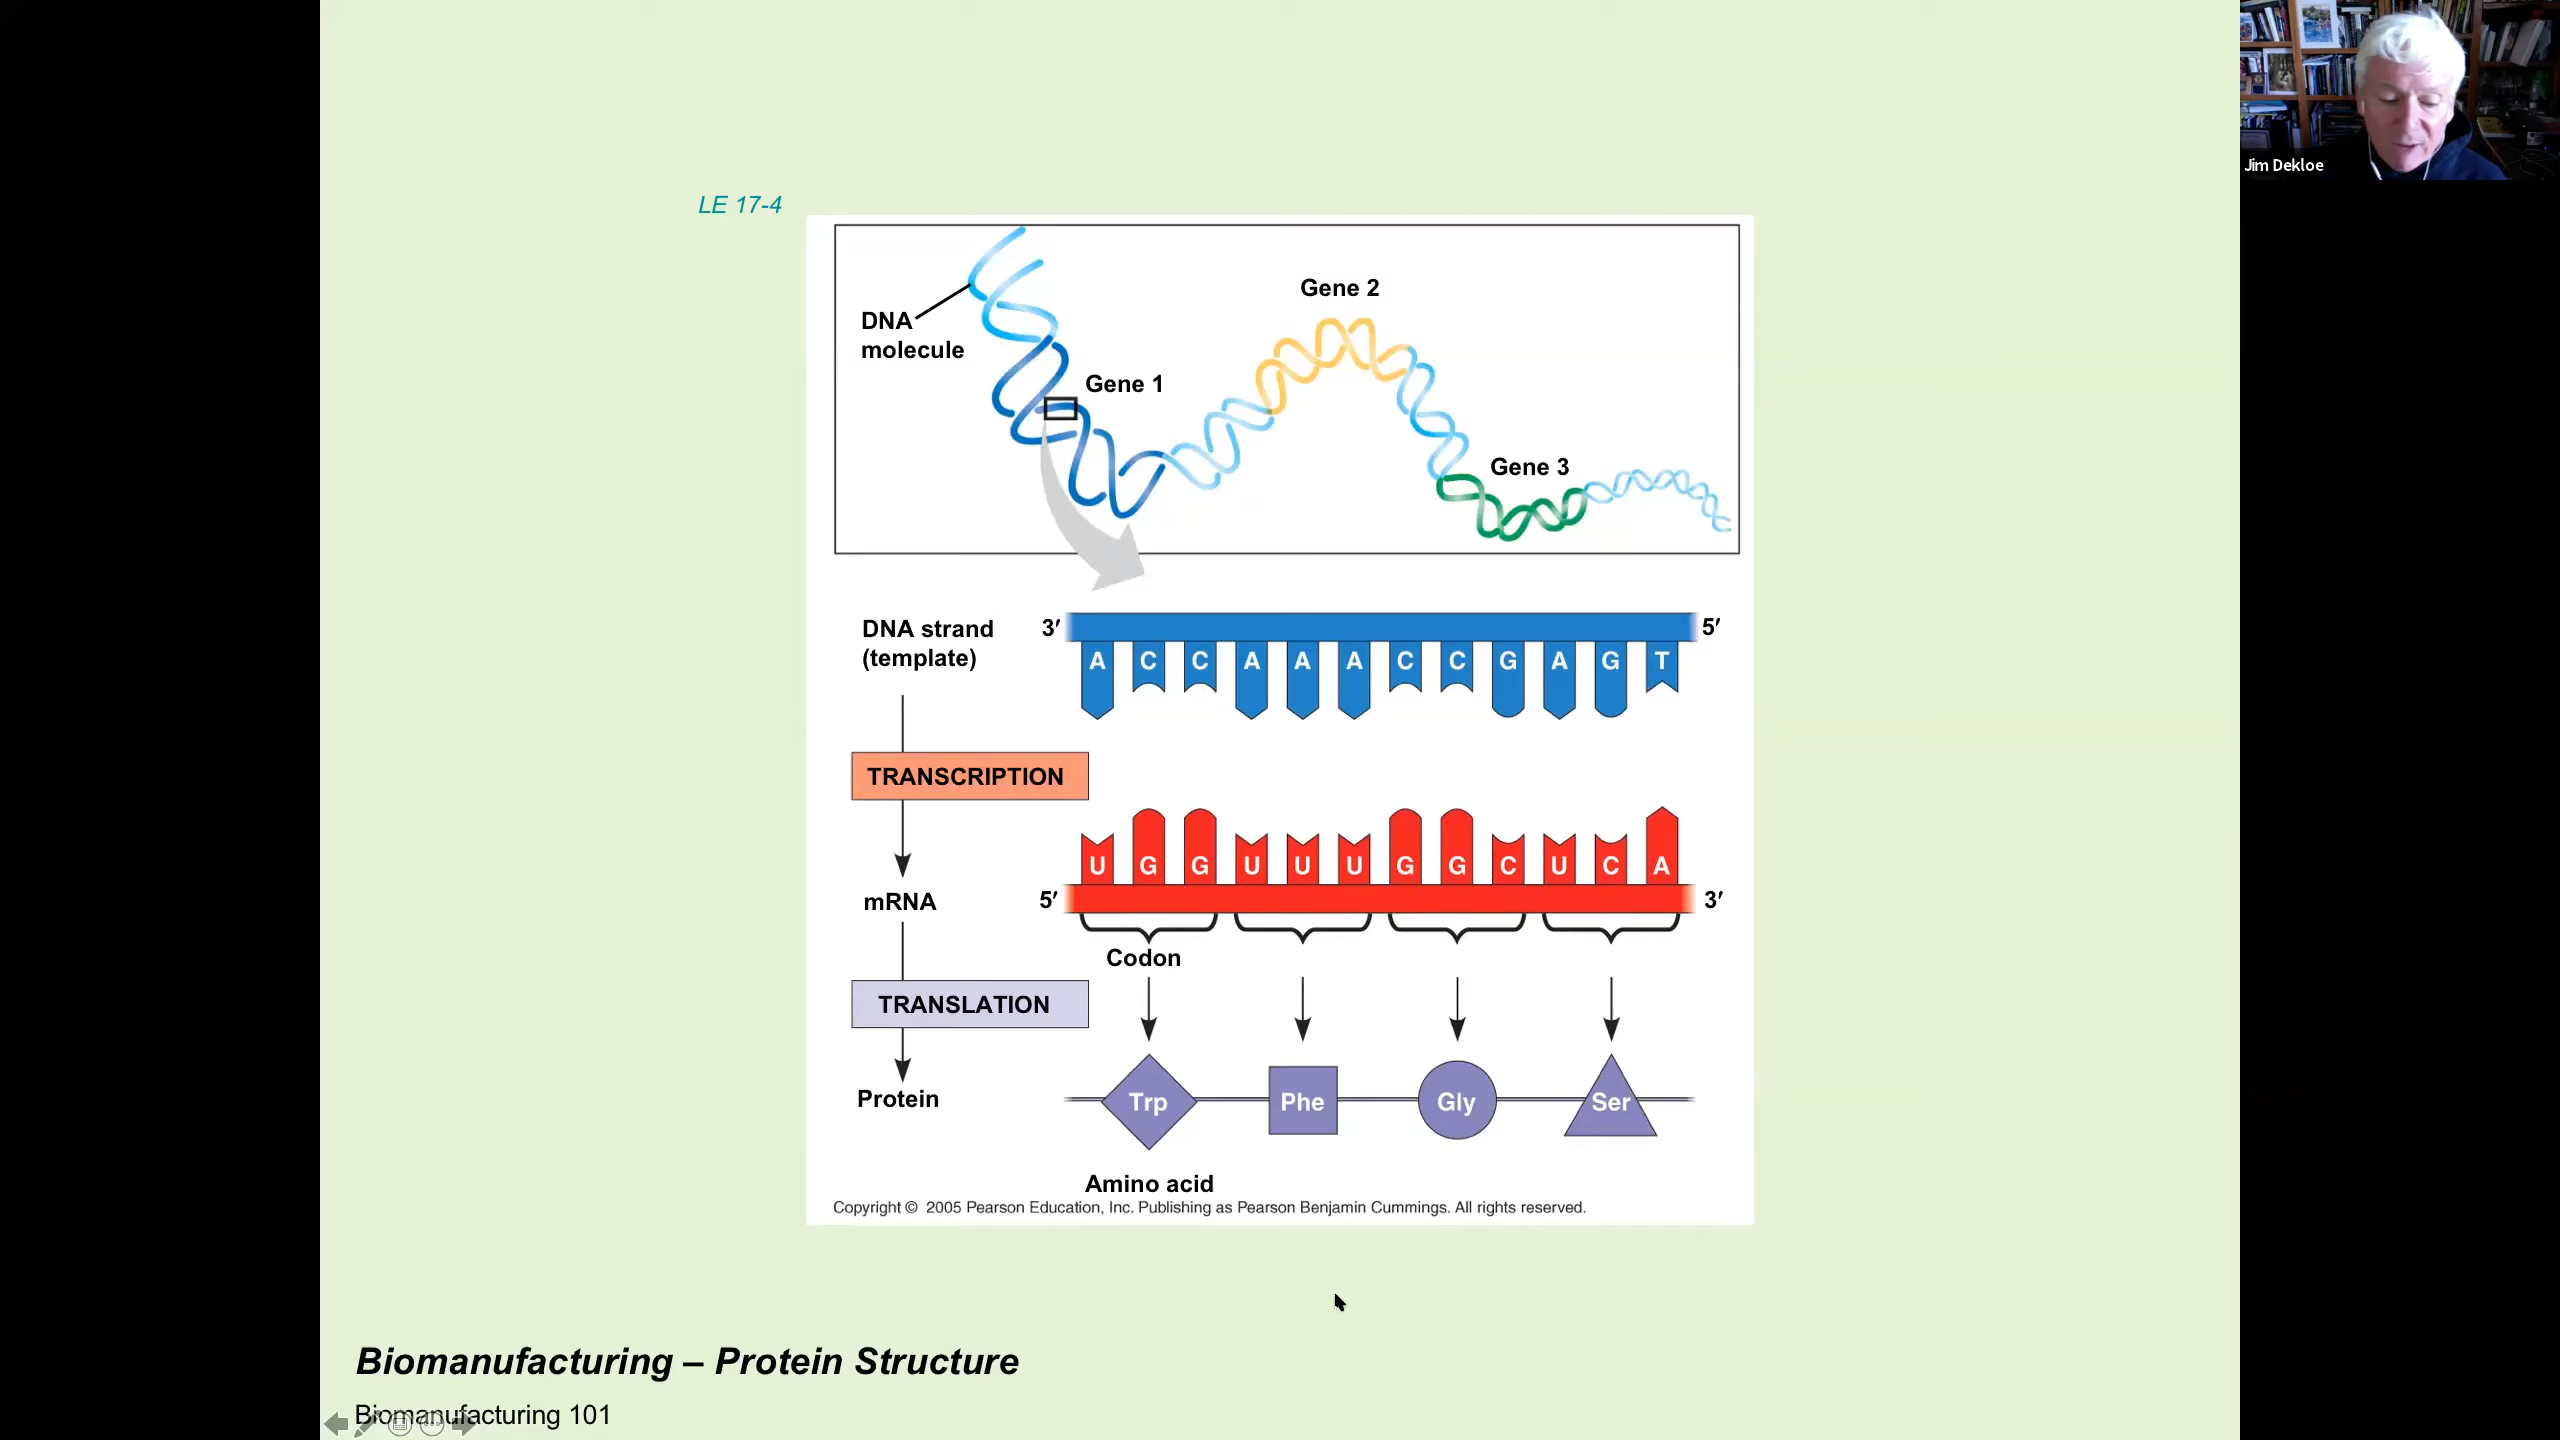 Jim Dekloe
LE 17-4
Gene 2
DNA
molecule
Gene 1
Gene 3
DNA strand
(template)
3′ 5′
A C C A A A C C G A G T
TRANSCRIPTION
U G G U U U G G C U C A
mRNA
5′ 3′
Codon
TRANSLATION
Protein
Trp Phe Gly Ser
Amino acid
Copyright © 2005 Pearson Education, Inc. Publishing as Pearson Benjamin Cummings. All rights reserved.
Biomanufacturing – Protein Structure
Biomanufacturing 101